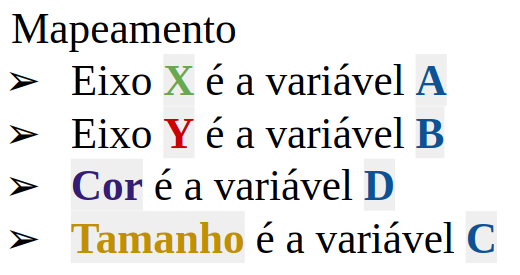 Mapeamento
➢ Eixo X é a variável A
➢ Eixo Y é a variável B
➢ Cor é a variável D
➢ Tamanho é a variável C